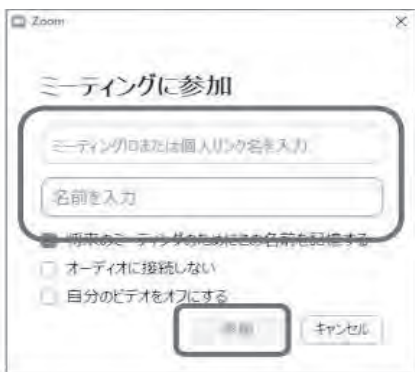 Zoom
ミーティングに参加
ミーティングIDまたは個人リンク名を入力
名前を入力
将来のミーティングのためにこの名前を記憶する
オーディオに接続しない
自分のビデオをオフにする
参加
キャンセル